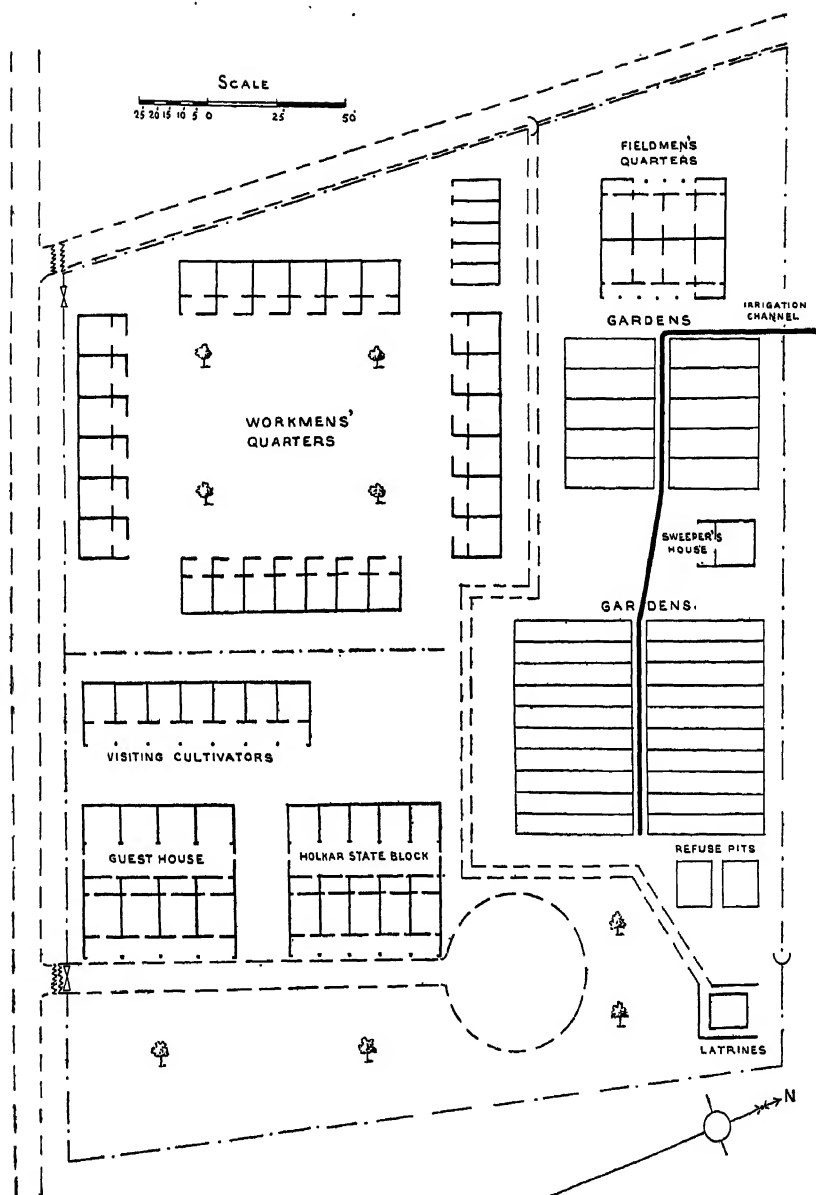 SCALE
25 20 15 10 5 0 25 50'
FIELDMEN'S
QUARTERS
IRRIGATION
CHANNEL
GARDENS
WORKMENS'
QUARTERS
SWEEPER'S
HOUSE
GARDENS.
VISITING CULTIVATORS
GUEST HOUSE
HOLKAR STATE BLOCK
REFUSE PITS
LATRINES
N